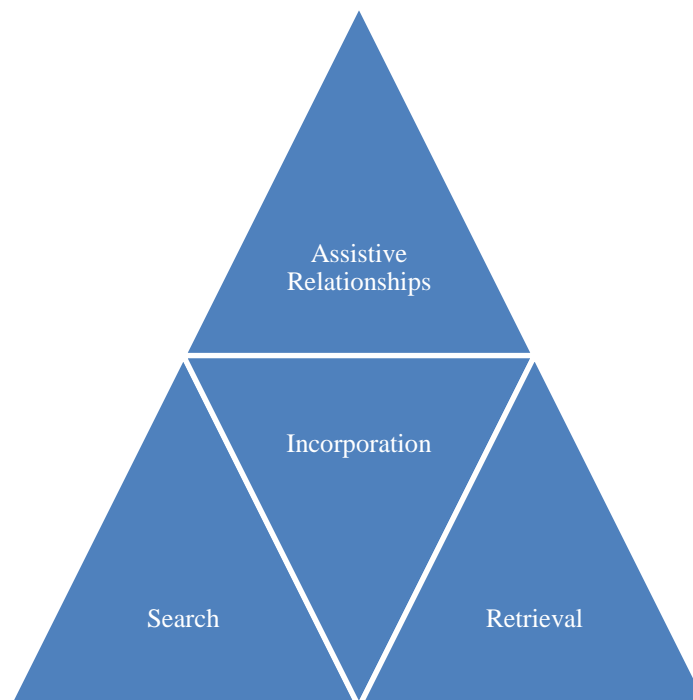 Assistive
Relationships
Incorporation
Search
Retrieval